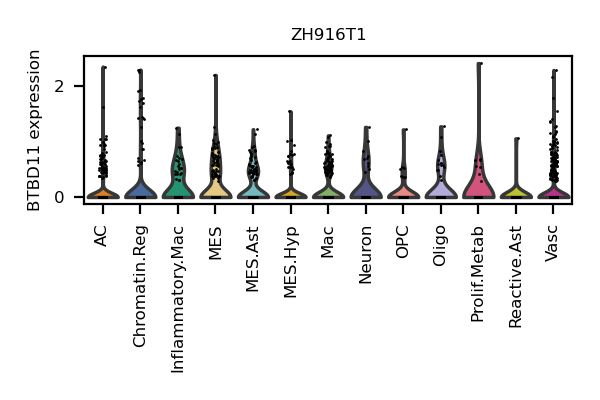 ZH916T1
BTBD11 expression
2
0
AC
Chromatin.Reg
Inflammatory.Mac
MES
MES.Ast
MES.Hyp
Mac
Neuron
OPC
Oligo
Prolif.Metab
Reactive.Ast
Vasc